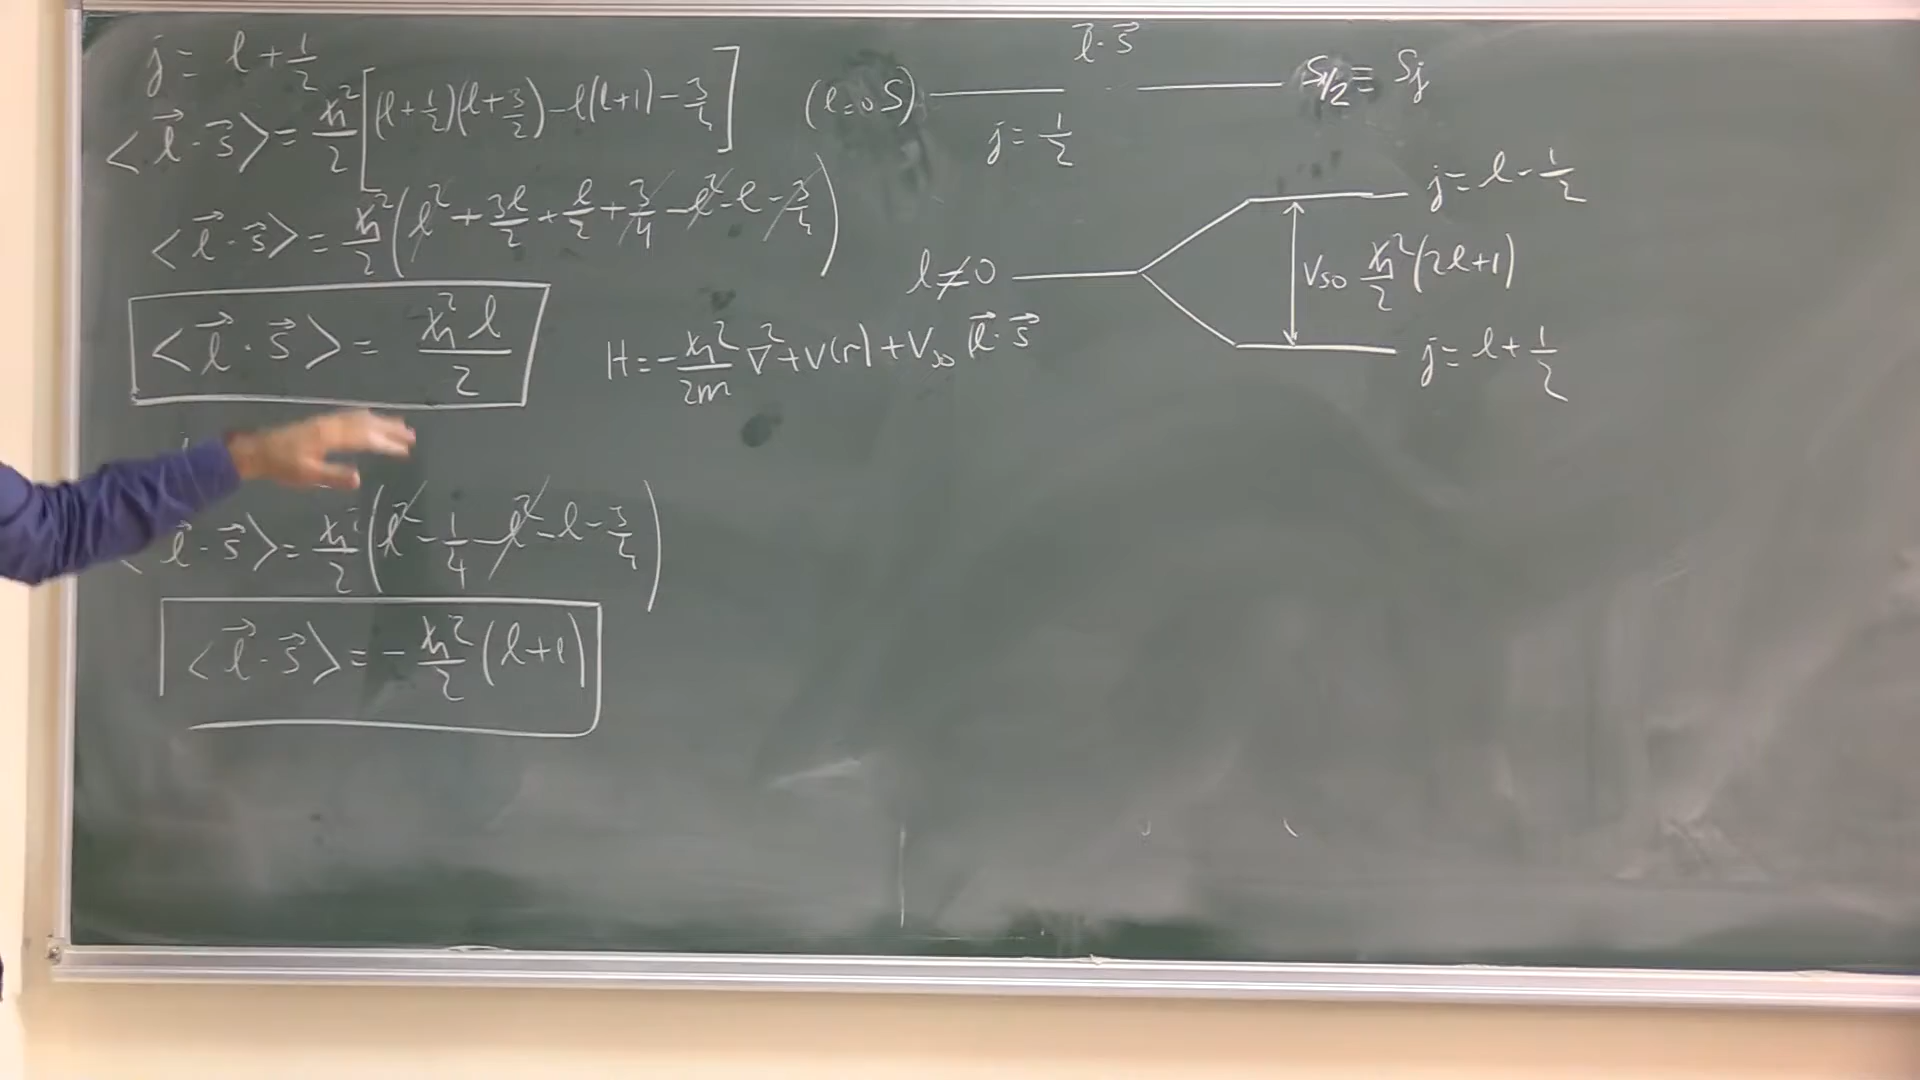 j = l + 1/2
<l⃗·s⃗> = ħ²/2 [(l+1/2)(l+3/2) - l(l+1) - 3/4]
<l⃗·s⃗> = ħ²/2 (l² + 3l/2 + l/2 + 3/4 - l² - l - 3/4)
<l⃗·s⃗> = ħ² l/2
l⃗·s⃗> = ħ²/2 (l² - 1/4 - l² - l - 3/4)
<l⃗·s⃗> = - ħ²/2 (l+1)
l⃗·s⃗
(l=0 S)
S1/2 ≡ Sj
j = 1/2
j = l - 1/2
l ≠ 0
VSO ħ²/2 (2l+1)
j = l + 1/2
H = - ħ²/2m ∇² + V(r) + Vso l⃗·s⃗